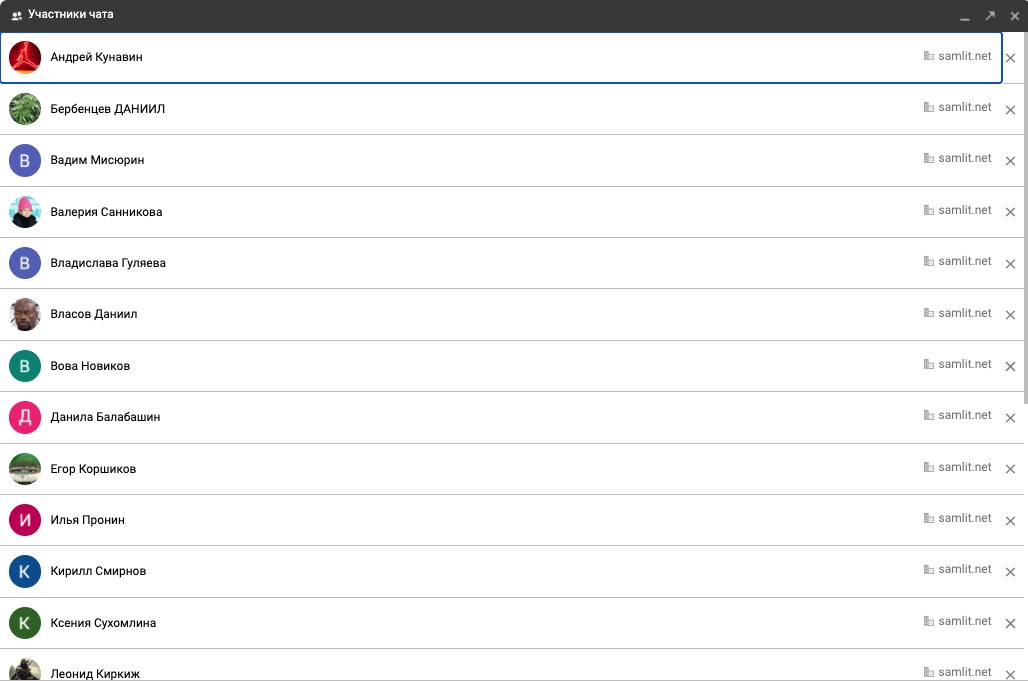 Участники чата
Андрей Кунавин samlit.net
Бербенцев ДАНИИЛ samlit.net
В Вадим Мисюрин samlit.net
Валерия Санникова samlit.net
В Владислава Гуляева samlit.net
Власов Даниил samlit.net
В Вова Новиков samlit.net
Д Данила Балабашин samlit.net
Егор Коршиков samlit.net
И Илья Пронин samlit.net
К Кирилл Смирнов samlit.net
К Ксения Сухомлина samlit.net
Леонид Киркиж samlit.net